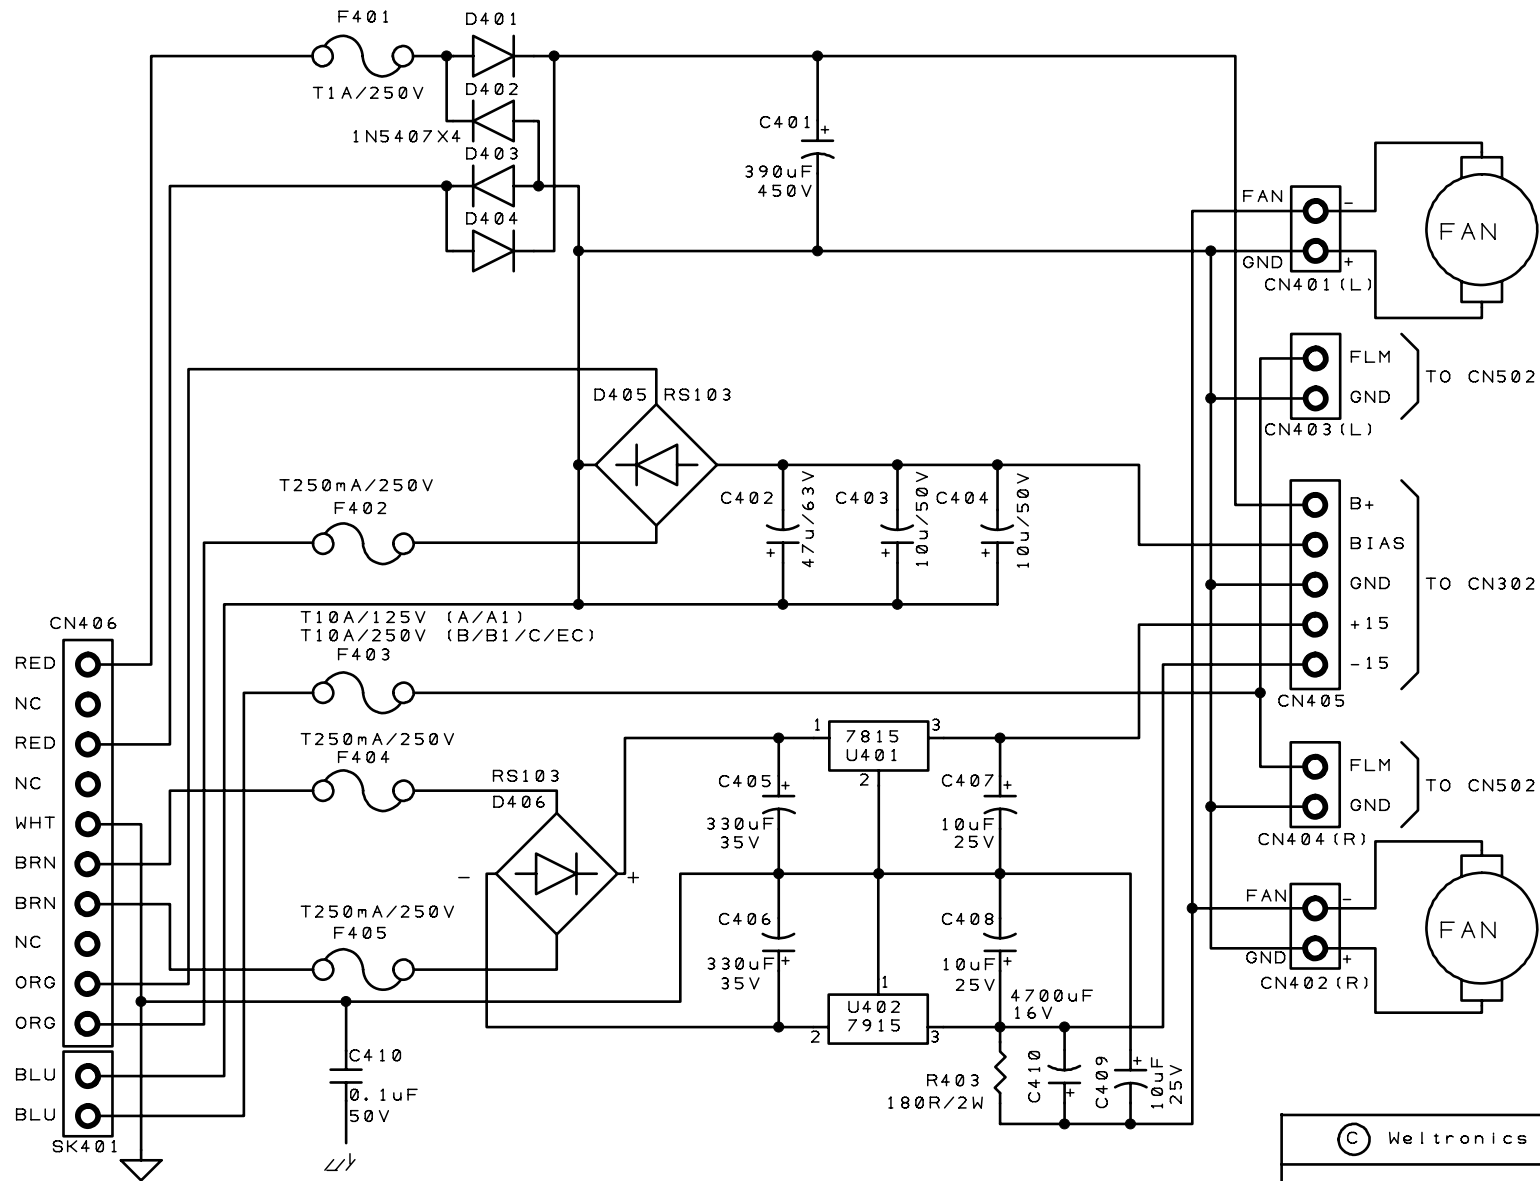 F401
D401
T1A/250V
D402
1N5407X4
D403
D404
C401
+
390uF
450V
FAN
-
GND
+
CN401(L)
FAN
FLM
GND
TO CN502
CN403(L)
D405
RS103
T250mA/250V
F402
C402
+
47u/63V
C403
+
10u/50V
C404
+
10u/50V
B+
BIAS
GND
+15
-15
TO CN302
CN405
T10A/125V (A/A1)
T10A/250V (B/B1/C/EC)
F403
CN406
RED
NC
RED
NC
WHT
BRN
BRN
NC
ORG
ORG
BLU
BLU
SK401
T250mA/250V
F404
RS103
D406
-
+
T250mA/250V
F405
1
7815
U401
3
2
C405
+
330uF
35V
C407
+
10uF
25V
C406
330uF
+
35V
C408
10uF
+
25V
1
U402
7915
2
3
4700uF
16V
R403
180R/2W
C410
+
C409
+
10uF
25V
C410
0.1uF
50V
FLM
GND
TO CN502
CN404(R)
FAN
-
GND
+
CN402(R)
FAN
C Weltronics